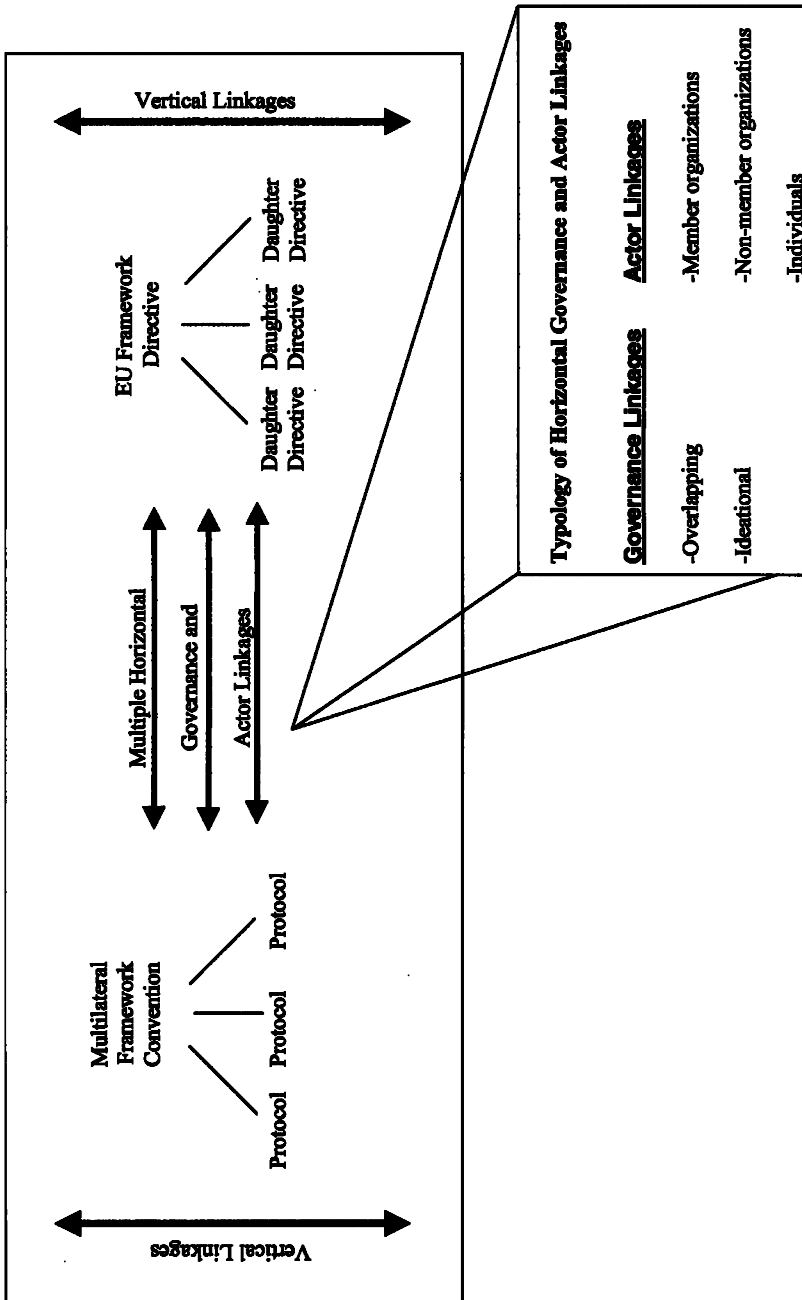 Vertical Linkages
Multilateral
Framework
Convention
Protocol
Protocol
Protocol
Multiple Horizontal
Governance and
Actor Linkages
EU Framework
Directive
Daughter
Directive
Daughter
Directive
Daughter
Directive
Vertical Linkages
Typology of Horizontal Governance and Actor Linkages
Governance Linkages
-Overlapping
-Ideational
Actor Linkages
-Member organizations
-Non-member organizations
-Individuals